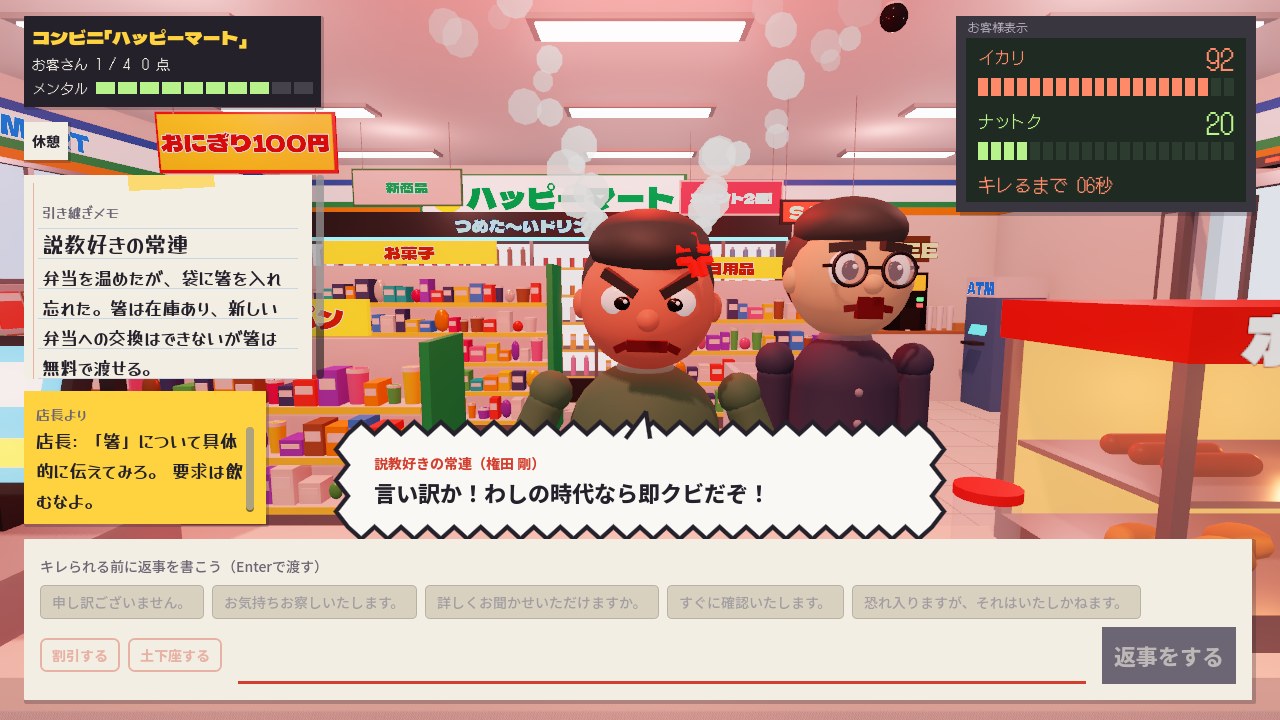 コンビニ「ハッピーマート」
お客さん 1/4 0点
メンタル
休憩
おにぎり100円
引き継ぎメモ
説教好きの常連
弁当を温めたが、袋に箸を入れ
忘れた。箸は在庫あり、新しい
弁当への交換はできないが箸は
無料で渡せる。
店長より
店長:「箸」について具体
的に伝えてみろ。 要求は飲
むなよ。
お客様表示
イカリ 92
ナットク 20
キレるまで 06秒
新商品
ハッピーマート
つめた〜いドリン
お菓子
日用品
ATM
説教好きの常連(権田 剛)
言い訳か!わしの時代なら即クビだぞ!
キレられる前に返事を書こう(Enterで渡す)
申し訳ございません。
お気持ちお察しいたします。
詳しくお聞かせいただけますか。
すぐに確認いたします。
恐れ入りますが、それはいたしかねます。
割引する
土下座する
返事をする